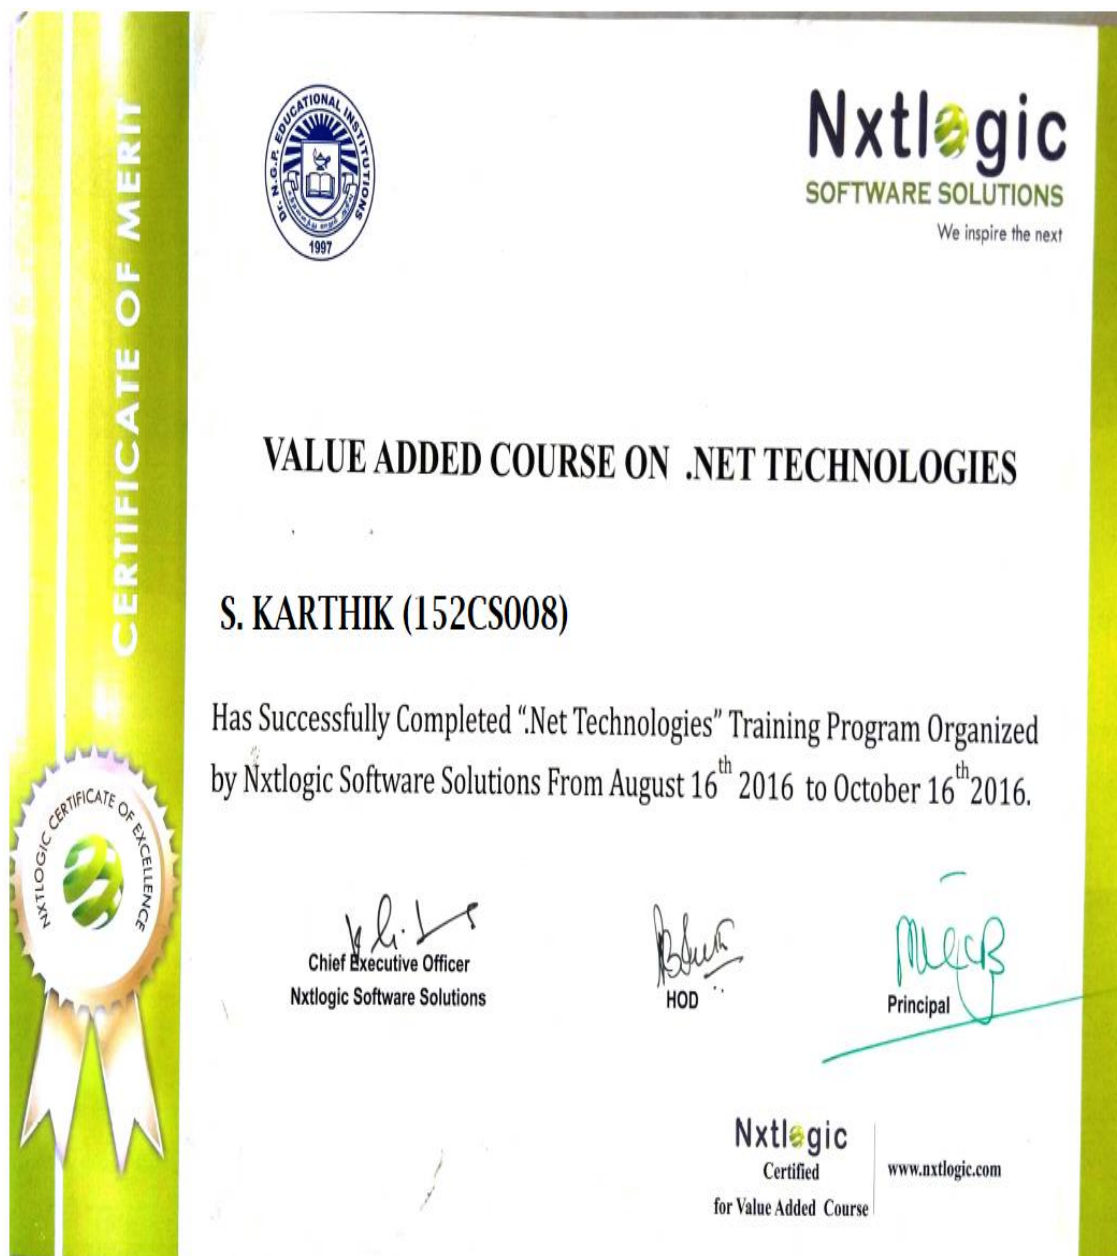 CERTIFICATE OF MERIT
Dr. N.G.P. EDUCATIONAL INSTITUTIONS
1997
Nxtlogic
SOFTWARE SOLUTIONS
We inspire the next
VALUE ADDED COURSE ON .NET TECHNOLOGIES
S. KARTHIK (152CS008)
Has Successfully Completed “.Net Technologies” Training Program Organized
by Nxtlogic Software Solutions From August 16th 2016 to October 16th 2016.
NXTLOGIC CERTIFICATE OF EXCELLENCE
Chief Executive Officer
Nxtlogic Software Solutions
HOD
Principal
Nxtlogic
Certified
for Value Added Course
www.nxtlogic.com